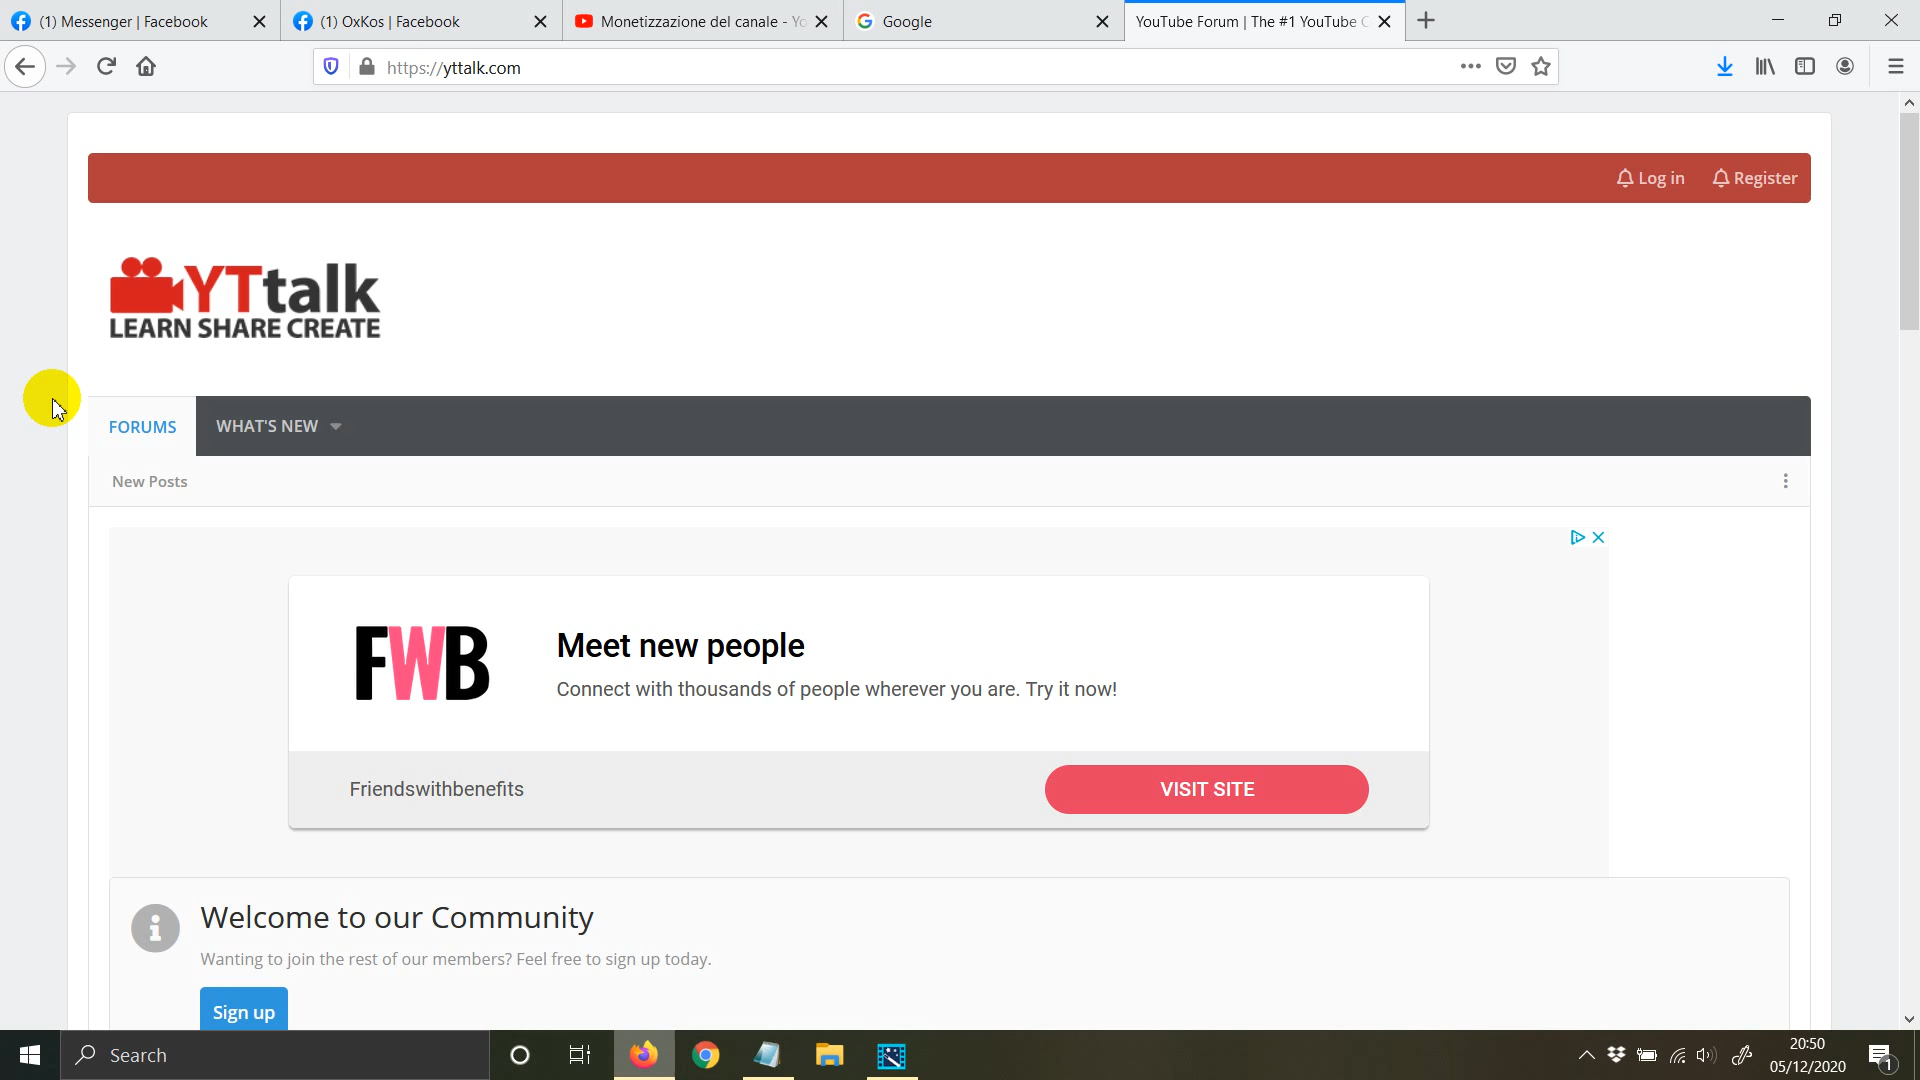 (1) Messenger | Facebook
(1) OxKos | Facebook
Monetizzazione del canale - Yo
Google
YouTube Forum | The #1 YouTube C
https://yttalk.com
Log in
Register
YTtalk
LEARN SHARE CREATE
FORUMS
WHAT'S NEW
New Posts
FWB
Meet new people
Connect with thousands of people wherever you are. Try it now!
Friendswithbenefits
VISIT SITE
Welcome to our Community
Wanting to join the rest of our members? Feel free to sign up today.
Sign up
Search
20:50
05/12/2020
1